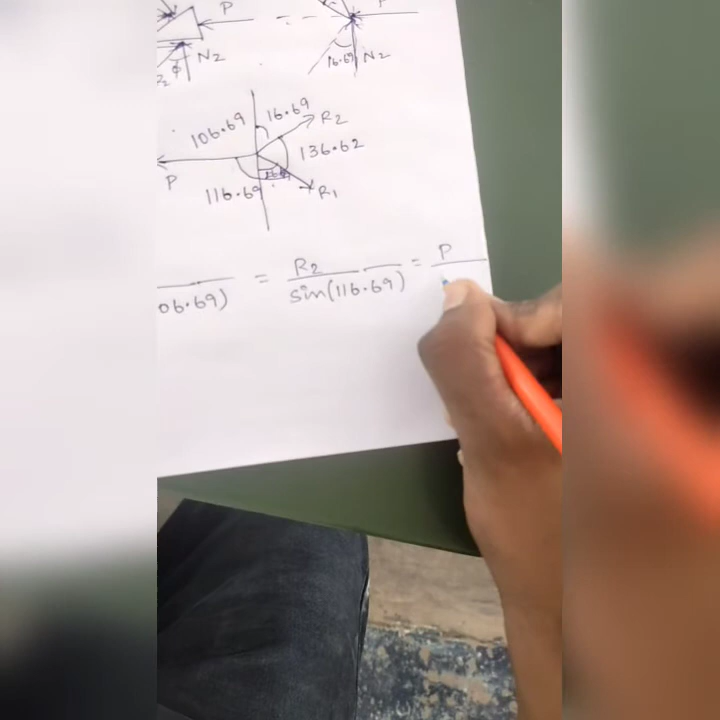 P P
N2 16.69 N2
φ
106.69 16.69 R2
136.62
P 116.69 R1
R2 = P
06.69) = sin(116.69)